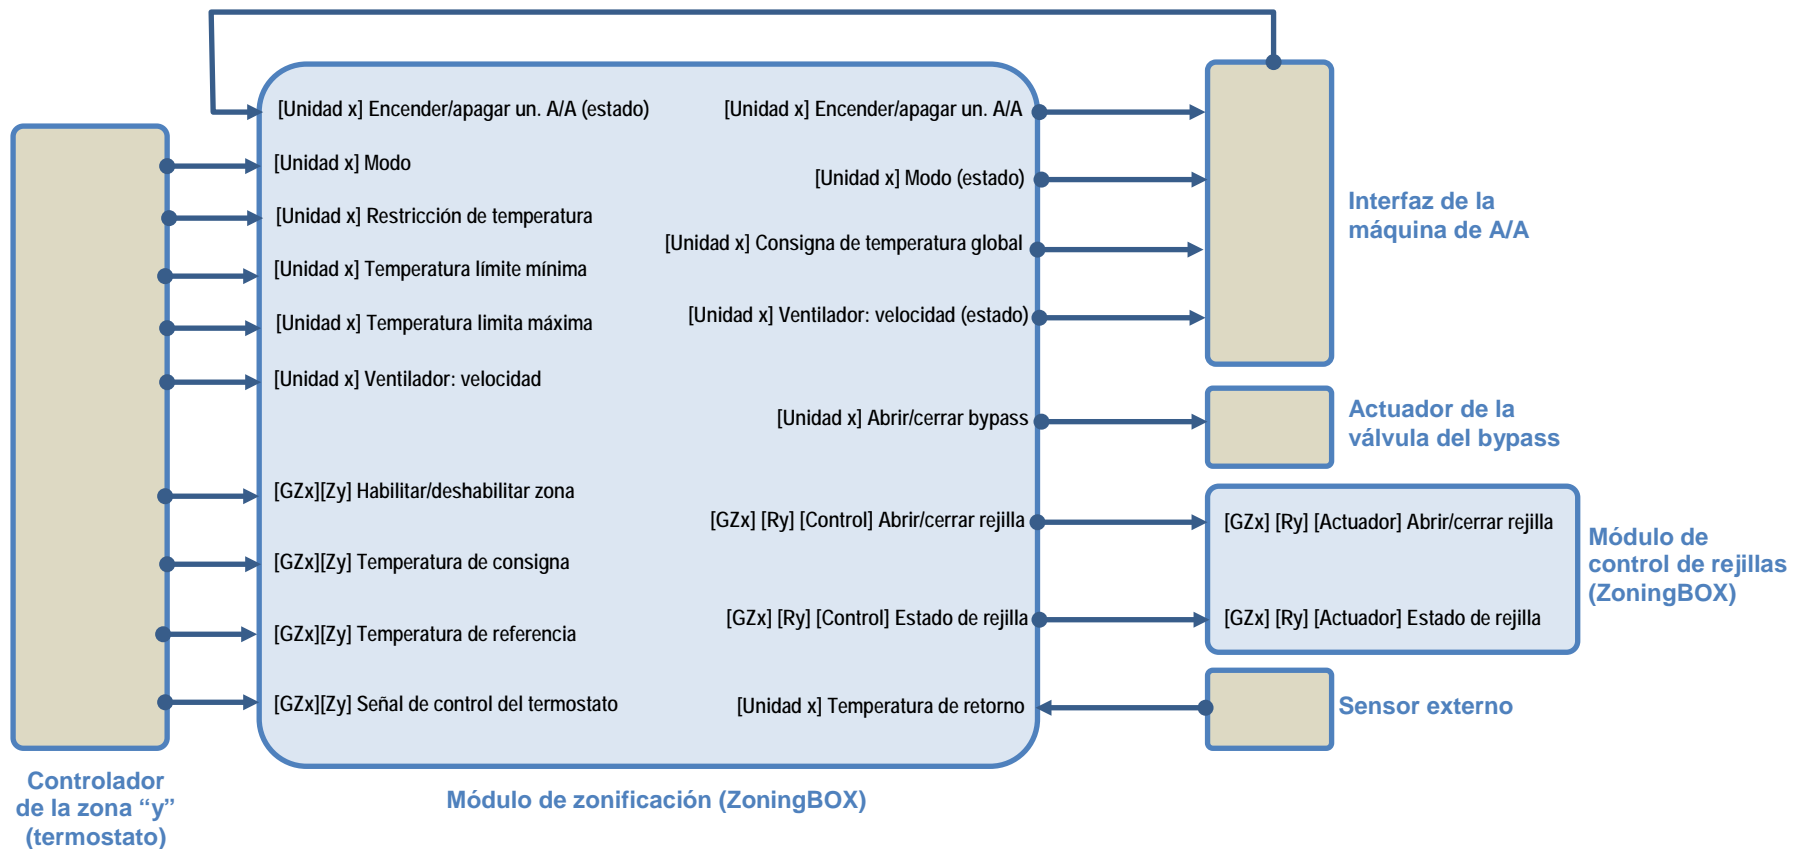 [Unidad x] Encender/apagar un. A/A (estado)
[Unidad x] Modo
[Unidad x] Restricción de temperatura
[Unidad x] Temperatura límite mínima
[Unidad x] Temperatura limita máxima
[Unidad x] Ventilador: velocidad
[GZx][Zy] Habilitar/deshabilitar zona
[GZx][Zy] Temperatura de consigna
[GZx][Zy] Temperatura de referencia
[GZx][Zy] Señal de control del termostato
[Unidad x] Encender/apagar un. A/A
[Unidad x] Modo (estado)
[Unidad x] Consigna de temperatura global
[Unidad x] Ventilador: velocidad (estado)
[Unidad x] Abrir/cerrar bypass
[GZx] [Ry] [Control] Abrir/cerrar rejilla
[GZx] [Ry] [Control] Estado de rejilla
[Unidad x] Temperatura de retorno
Interfaz de la
máquina de A/A
Actuador de la
válvula del bypass
[GZx] [Ry] [Actuador] Abrir/cerrar rejilla
[GZx] [Ry] [Actuador] Estado de rejilla
Módulo de
control de rejillas
(ZoningBOX)
Sensor externo
Controlador
de la zona “y”
(termostato)
Módulo de zonificación (ZoningBOX)